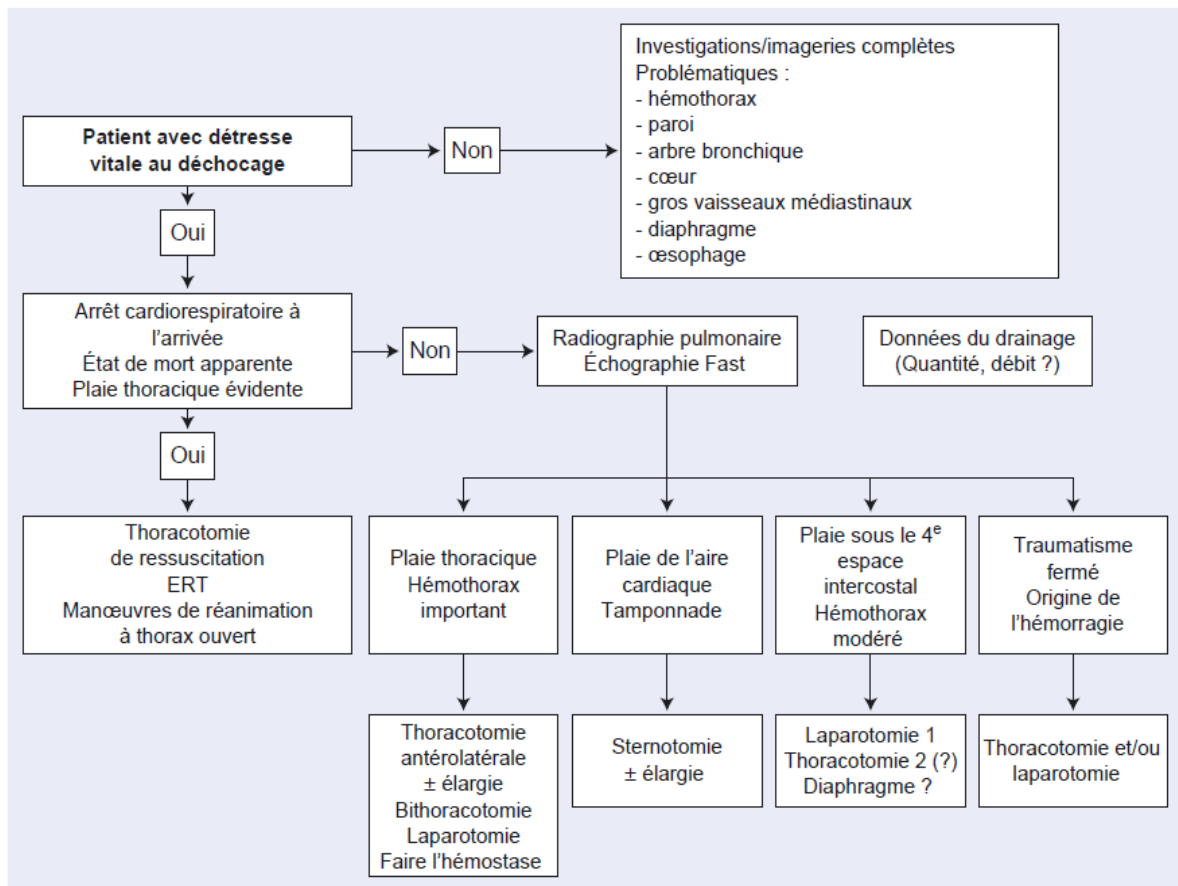 Patient avec détresse
vitale au déchocage
Non
Investigations/imageries complètes
Problématiques :
- hémothorax
- paroi
- arbre bronchique
- cœur
- gros vaisseaux médiastinaux
- diaphragme
- œsophage
Oui
Arrêt cardiorespiratoire à
l’arrivée
État de mort apparente
Plaie thoracique évidente
Non
Radiographie pulmonaire
Échographie Fast
Données du drainage
(Quantité, débit ?)
Oui
Thoracotomie
de ressuscitation
ERT
Manœuvres de réanimation
à thorax ouvert
Plaie thoracique
Hémothorax
important
Plaie de l’aire
cardiaque
Tamponnade
Plaie sous le 4e
espace
intercostal
Hémothorax
modéré
Traumatisme
fermé
Origine de
l’hémorragie
Thoracotomie
antérolatérale
± élargie
Bithoracotomie
Laparotomie
Faire l’hémostase
Sternotomie
± élargie
Laparotomie 1
Thoracotomie 2 (?)
Diaphragme ?
Thoracotomie et/ou
laparotomie